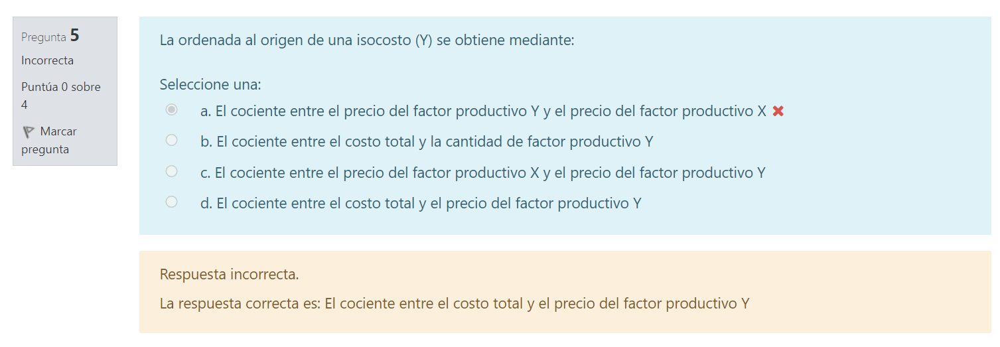 Pregunta 5
Incorrecta
Puntúa 0 sobre
4
Marcar
pregunta
La ordenada al origen de una isocosto (Y) se obtiene mediante:
Seleccione una:
a. El cociente entre el precio del factor productivo Y y el precio del factor productivo X
b. El cociente entre el costo total y la cantidad de factor productivo Y
c. El cociente entre el precio del factor productivo X y el precio del factor productivo Y
d. El cociente entre el costo total y el precio del factor productivo Y
Respuesta incorrecta.
La respuesta correcta es: El cociente entre el costo total y el precio del factor productivo Y